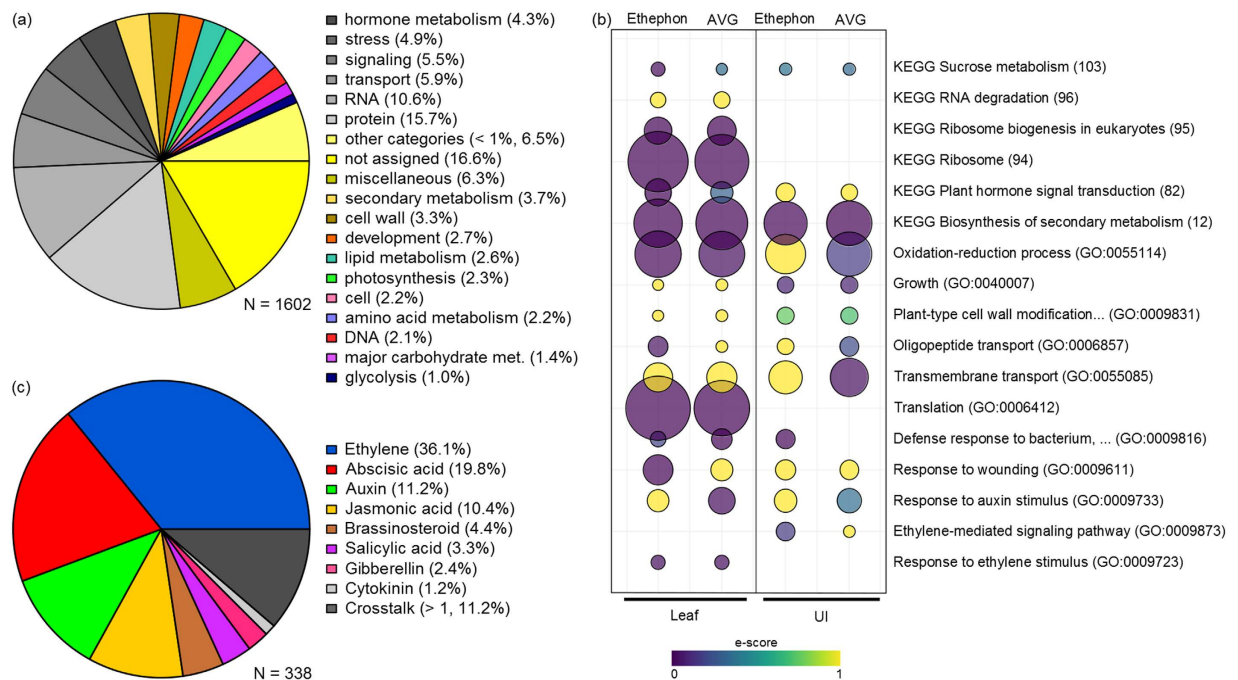 (a)
hormone metabolism (4.3%)
stress (4.9%)
signaling (5.5%)
transport (5.9%)
RNA (10.6%)
protein (15.7%)
other categories (< 1%, 6.5%)
not assigned (16.6%)
miscellaneous (6.3%)
secondary metabolism (3.7%)
cell wall (3.3%)
development (2.7%)
lipid metabolism (2.6%)
photosynthesis (2.3%)
cell (2.2%)
amino acid metabolism (2.2%)
DNA (2.1%)
major carbohydrate met. (1.4%)
glycolysis (1.0%)
N = 1602
(b)
Ethephon AVG Ethephon AVG
KEGG Sucrose metabolism (103)
KEGG RNA degradation (96)
KEGG Ribosome biogenesis in eukaryotes (95)
KEGG Ribosome (94)
KEGG Plant hormone signal transduction (82)
KEGG Biosynthesis of secondary metabolism (12)
Oxidation-reduction process (GO:0055114)
Growth (GO:0040007)
Plant-type cell wall modification... (GO:0009831)
Oligopeptide transport (GO:0006857)
Transmembrane transport (GO:0055085)
Translation (GO:0006412)
Defense response to bacterium, ... (GO:0009816)
Response to wounding (GO:0009611)
Response to auxin stimulus (GO:0009733)
Ethylene-mediated signaling pathway (GO:0009873)
Response to ethylene stimulus (GO:0009723)
Leaf UI
e-score
0 1
(c)
Ethylene (36.1%)
Abscisic acid (19.8%)
Auxin (11.2%)
Jasmonic acid (10.4%)
Brassinosteroid (4.4%)
Salicylic acid (3.3%)
Gibberellin (2.4%)
Cytokinin (1.2%)
Crosstalk (> 1, 11.2%)
N = 338